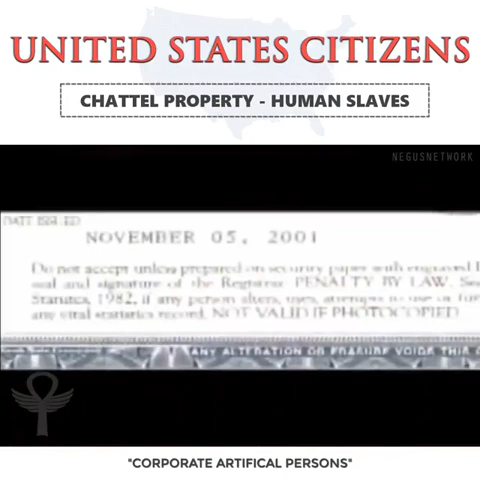 UNITED STATES CITIZENS
CHATTEL PROPERTY - HUMAN SLAVES
NEGUSNETWORK
DATE ISSUED
NOVEMBER 05, 2001
Do not accept unless prepared on security paper with engraved
seal and signature of the Registrar. PENALTY BY LAW,
Statutes, 1982, if any person alters, uses, attempts to use or
any vital statistics record. NOT VALID IF PHOTOCOPIED.
ANY ALTERATION OR ERASURE VOIDS THIS
"CORPORATE ARTIFICAL PERSONS"